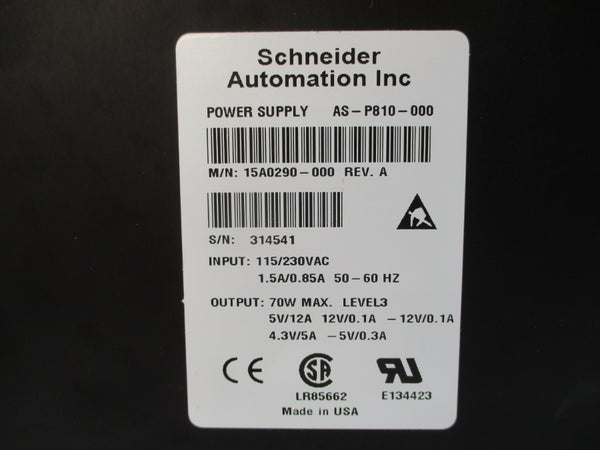 Schneider
Automation Inc
POWER SUPPLY AS-P810-000
M/N: 15A0290-000 REV. A
S/N: 314541
INPUT: 115/230VAC
1.5A/0.85A 50-60 HZ
OUTPUT: 70W MAX. LEVEL3
5V/12A 12V/0.1A -12V/0.1A
4.3V/5A -5V/0.3A
CE SA RU
LR85662 E134423
Made in USA